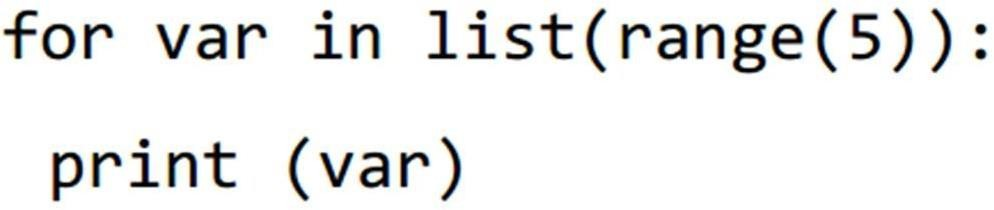 for var in list(range(5)):
 print (var)